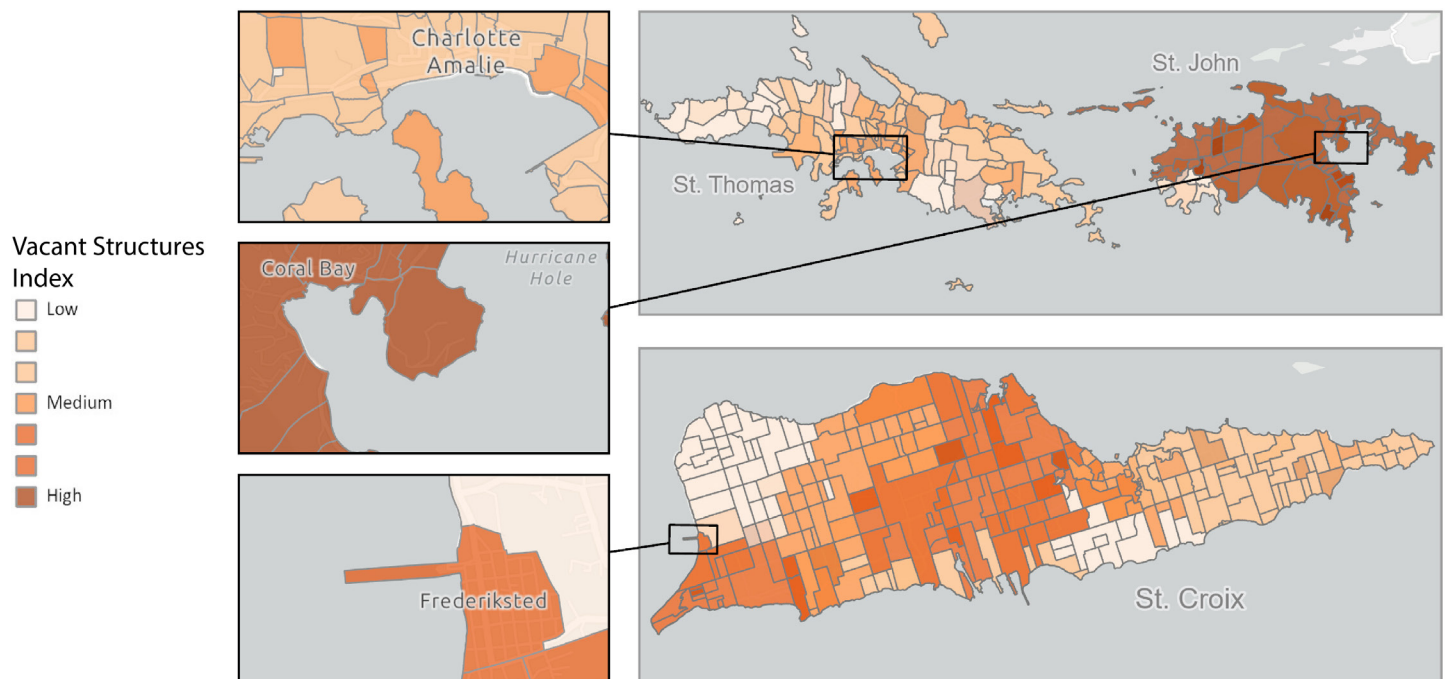 Vacant Structures
Index
Low
Medium
High
Charlotte
Amalie
Coral Bay
Hurricane
Hole
Frederiksted
St. Thomas
St. John
St. Croix